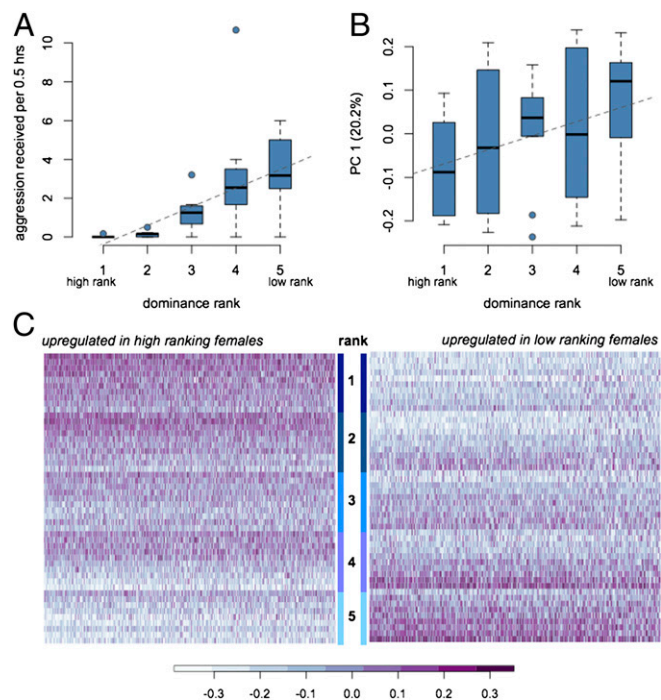 A
aggression received per 0.5 hrs
10
8
6
4
2
0
1 2 3 4 5
high rank low rank
dominance rank
B
PC 1 (20.2%)
0.2
0.1
0.0
-0.1
-0.2
1 2 3 4 5
high rank low rank
dominance rank
C
upregulated in high ranking females rank upregulated in low ranking females
1
2
3
4
5
-0.3 -0.1 0.0 0.1 0.2 0.3